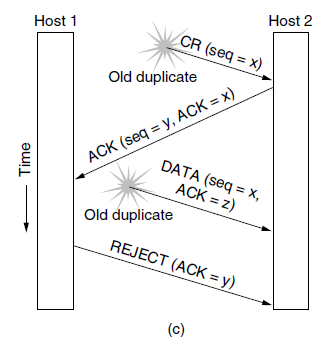 Host 1
Host 2
CR (seq = x)
Old duplicate
ACK (seq = y, ACK = x)
Time
DATA (seq = x,
ACK = z)
Old duplicate
REJECT (ACK = y)
(c)